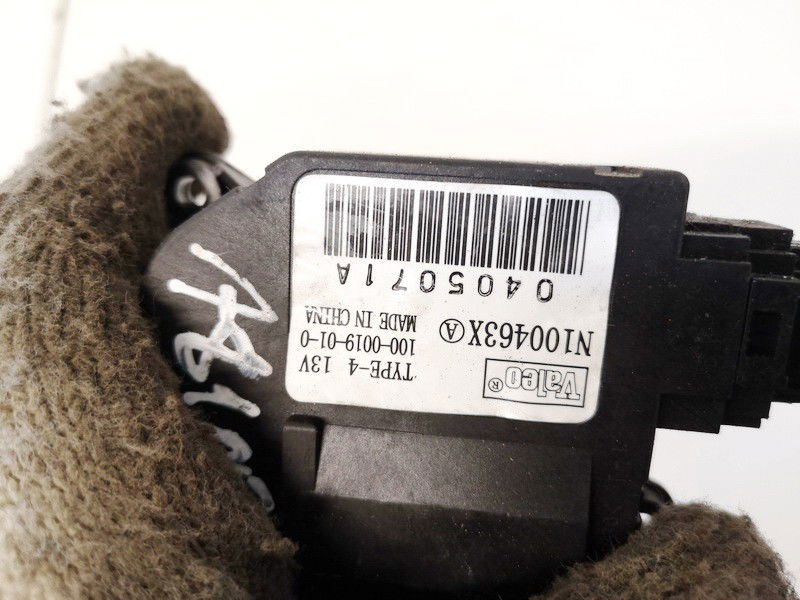 Valeo®
TYPE-4 13V
N100463X Ⓐ
100-0019-01-0
MADE IN CHINA
0405071A